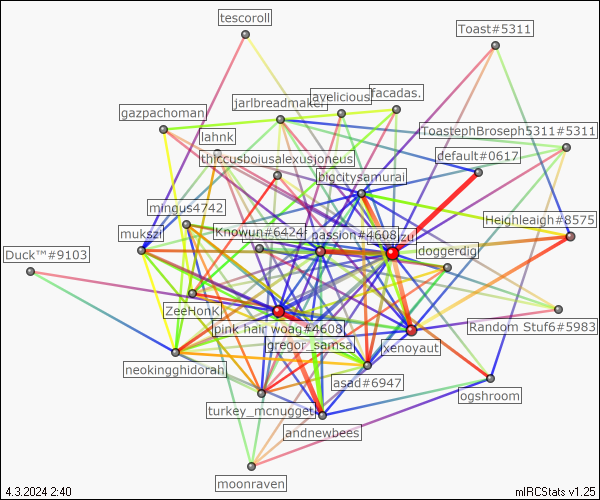 tescoroll
Toast#5311
facadas.
avelicious
jarlbreadmaker
gazpachoman
ToastephBroseph5311#5311
lahnk
default#0617
thiccusboiusalexusjoneus
bigcitysamurai
mingus4742
Heighleigh#8575
mukszi
Knowun#6424
passion#4608
zu
doggerdig
Duck™#9103
ZeeHonk
pink hair woag#4608
Random Stuf6#5983
gregor_samsa
xenoyaut
neokingghidorah
asad#6947
ogshroom
turkey_mcnugget
andnewbees
moonraven
4.3.2024 2:40
mIRCStats v1.25